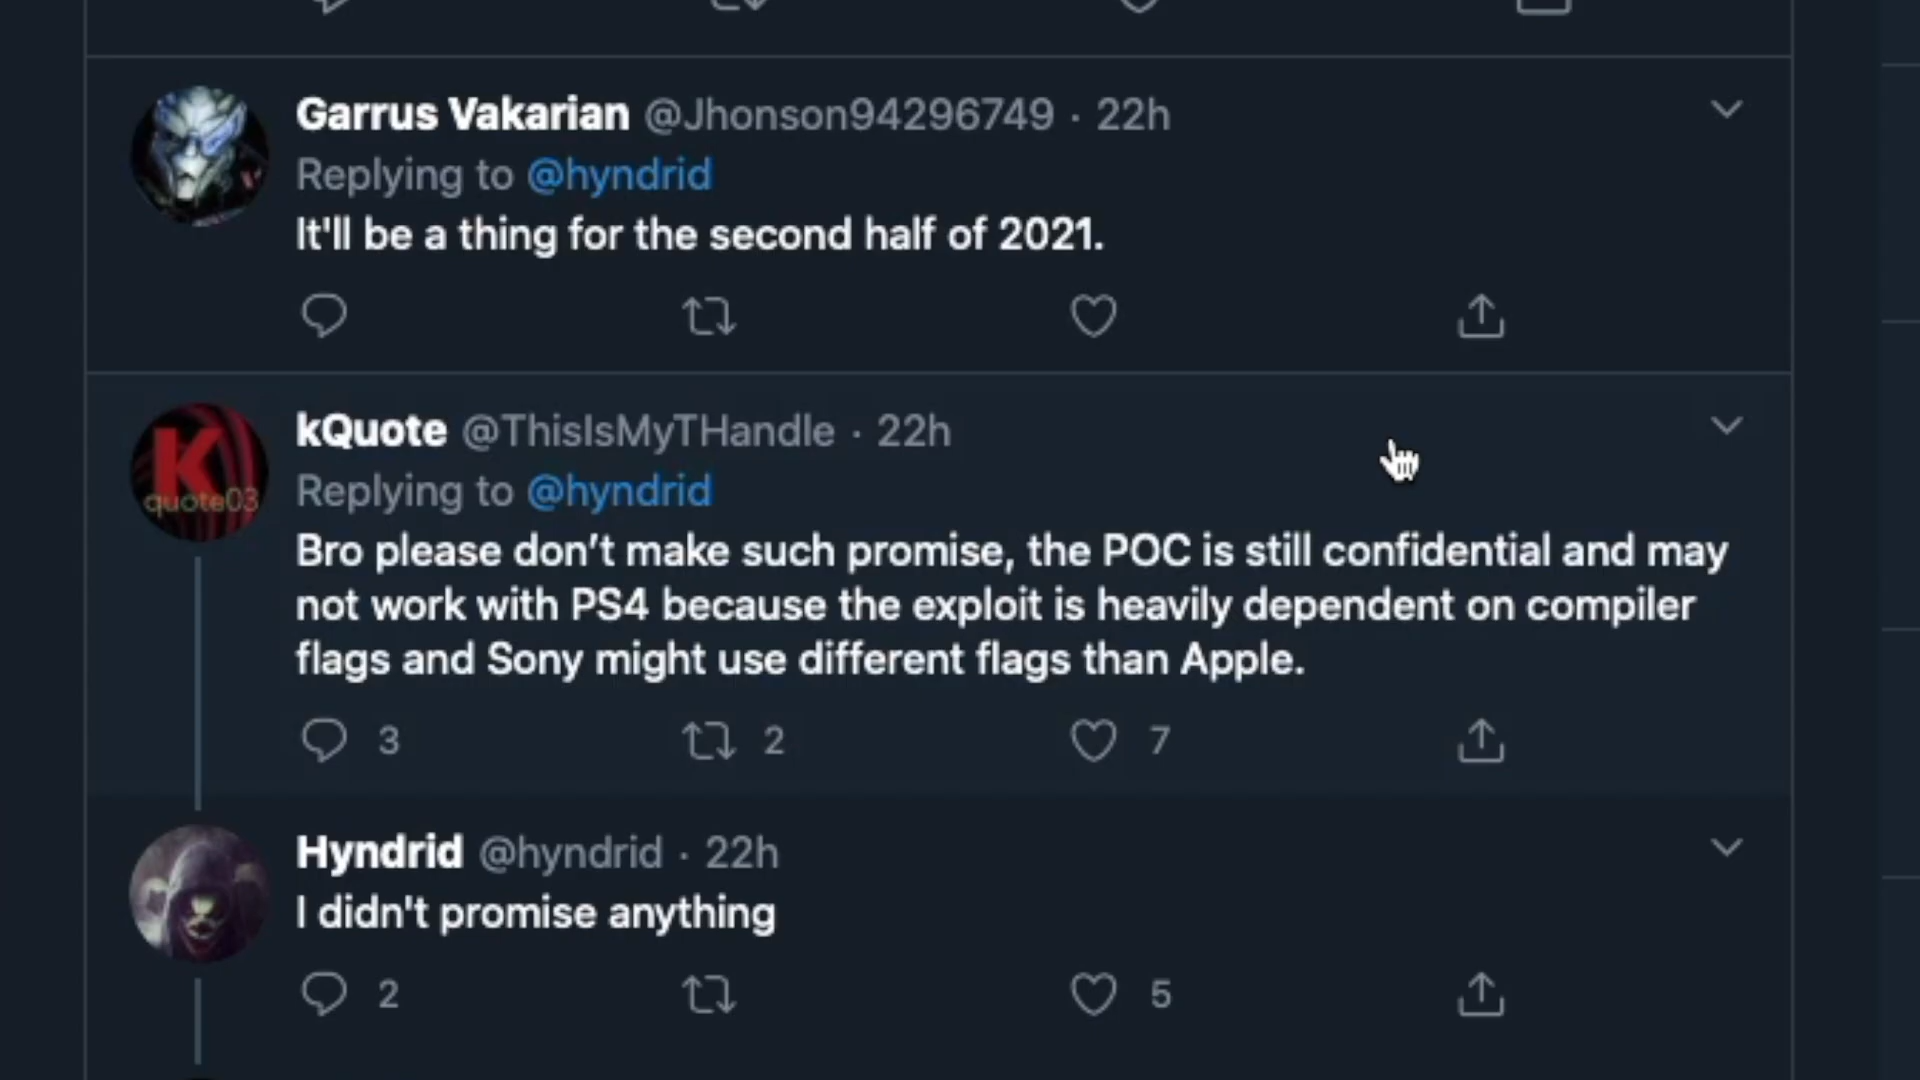 Garrus Vakarian @Jhonson94296749 · 22h
Replying to @hyndrid
It'll be a thing for the second half of 2021.
K
quote03
kQuote @ThisIsMyTHandle · 22h
Replying to @hyndrid
Bro please don’t make such promise, the POC is still confidential and may
not work with PS4 because the exploit is heavily dependent on compiler
flags and Sony might use different flags than Apple.
3 2 7
Hyndrid @hyndrid · 22h
I didn't promise anything
2 5